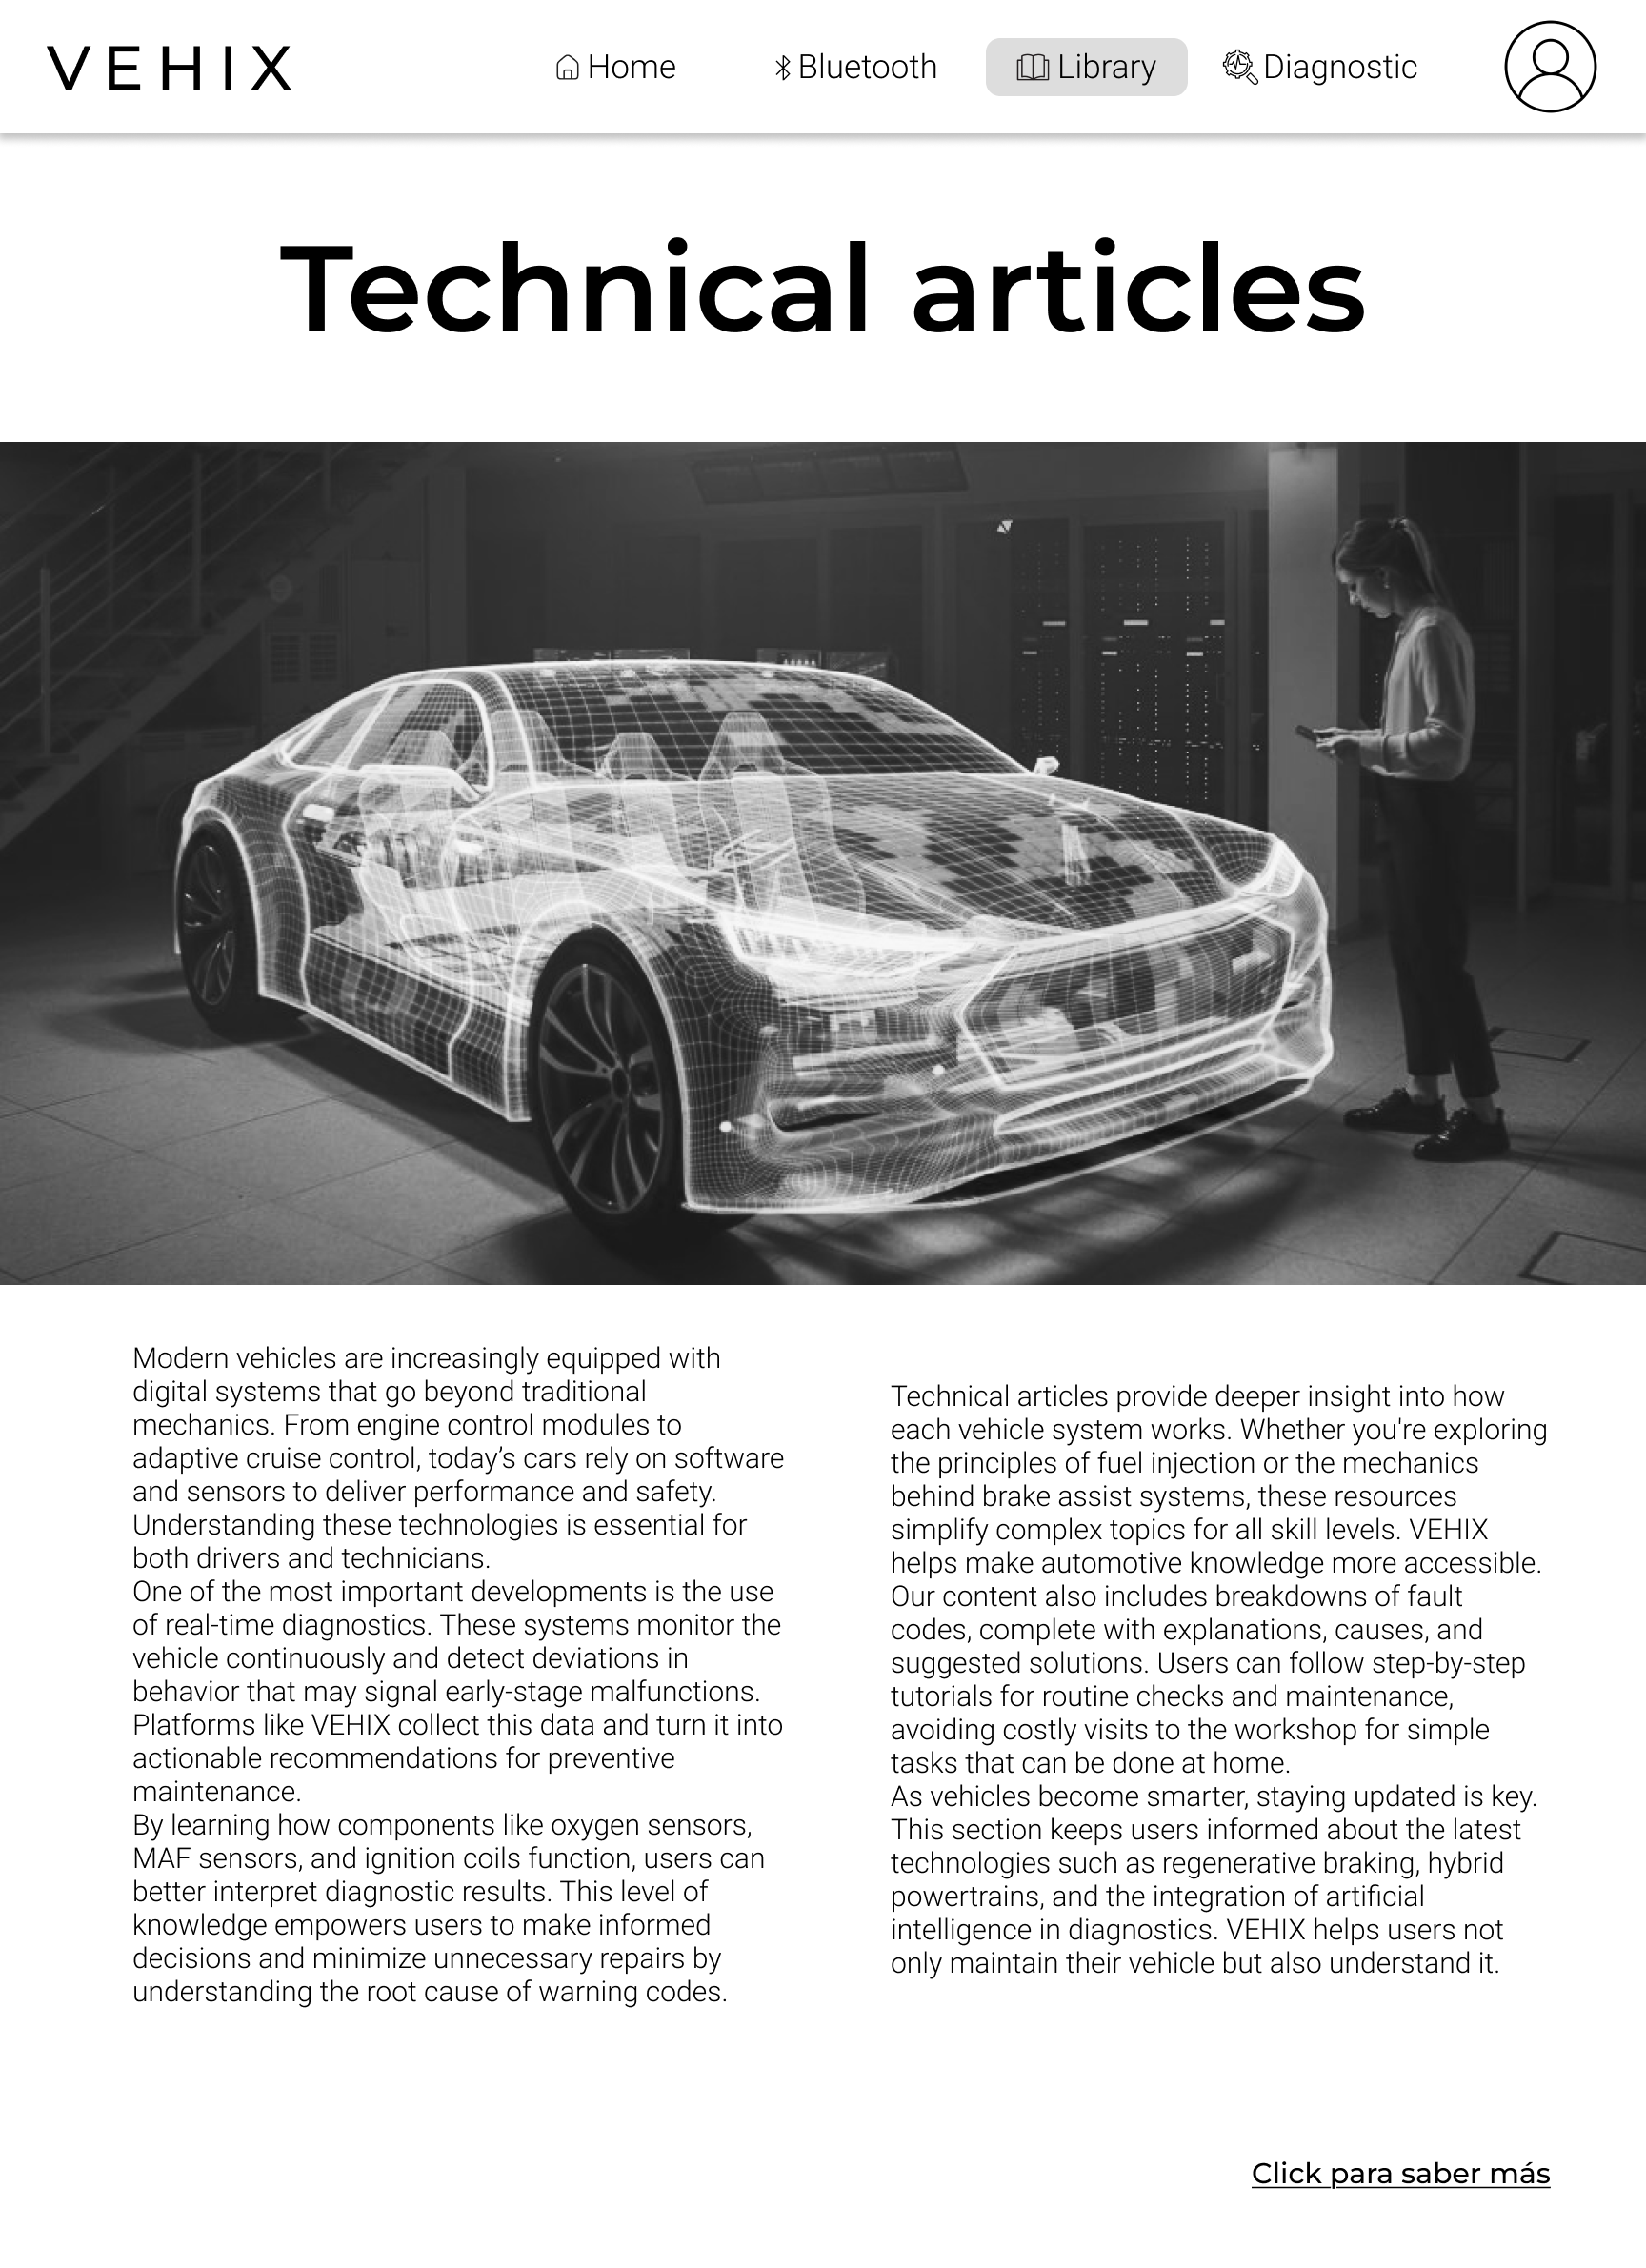 VEHIX
Home
Bluetooth
Library
Diagnostic
Technical articles
Modern vehicles are increasingly equipped with
digital systems that go beyond traditional
mechanics. From engine control modules to
adaptive cruise control, today’s cars rely on software
and sensors to deliver performance and safety.
Understanding these technologies is essential for
both drivers and technicians.
One of the most important developments is the use
of real-time diagnostics. These systems monitor the
vehicle continuously and detect deviations in
behavior that may signal early-stage malfunctions.
Platforms like VEHIX collect this data and turn it into
actionable recommendations for preventive
maintenance.
By learning how components like oxygen sensors,
MAF sensors, and ignition coils function, users can
better interpret diagnostic results. This level of
knowledge empowers users to make informed
decisions and minimize unnecessary repairs by
understanding the root cause of warning codes.
Technical articles provide deeper insight into how
each vehicle system works. Whether you're exploring
the principles of fuel injection or the mechanics
behind brake assist systems, these resources
simplify complex topics for all skill levels. VEHIX
helps make automotive knowledge more accessible.
Our content also includes breakdowns of fault
codes, complete with explanations, causes, and
suggested solutions. Users can follow step-by-step
tutorials for routine checks and maintenance,
avoiding costly visits to the workshop for simple
tasks that can be done at home.
As vehicles become smarter, staying updated is key.
This section keeps users informed about the latest
technologies such as regenerative braking, hybrid
powertrains, and the integration of artificial
intelligence in diagnostics. VEHIX helps users not
only maintain their vehicle but also understand it.
Click para saber más